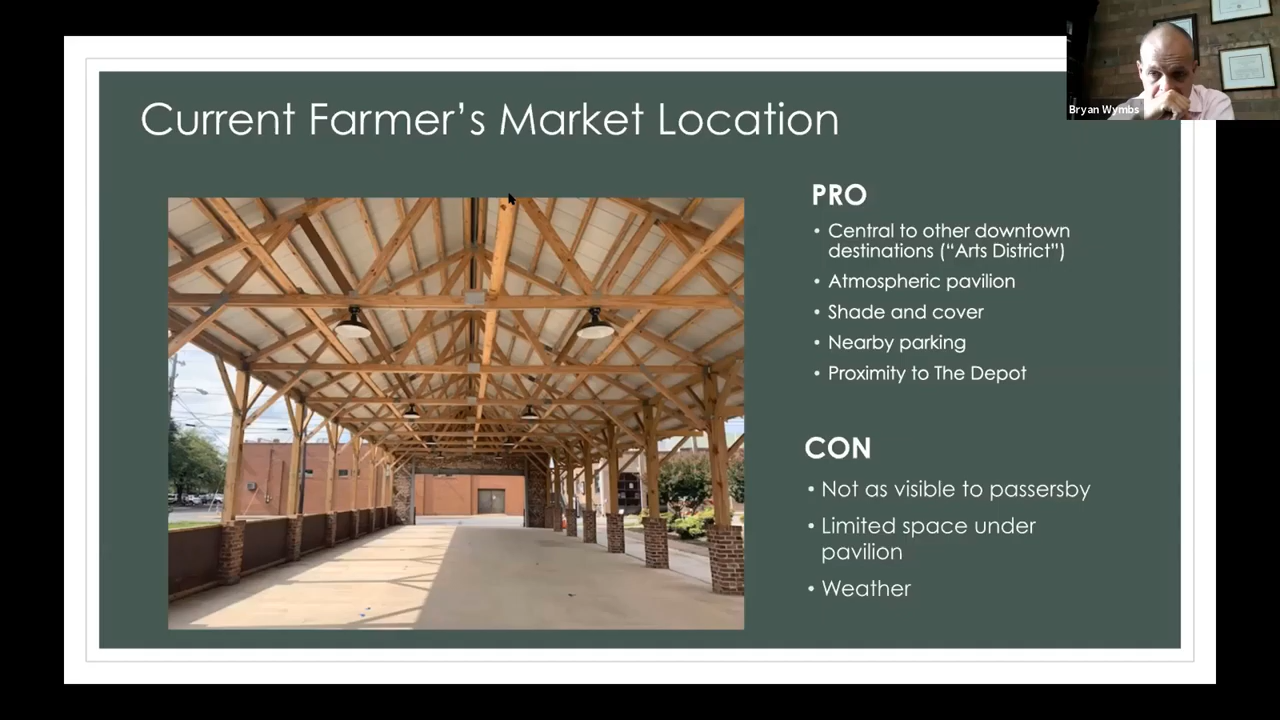 Current Farmer’s Market Location
Bryan Wymbs
PRO
• Central to other downtown
destinations (“Arts District”)
• Atmospheric pavilion
• Shade and cover
• Nearby parking
• Proximity to The Depot
CON
• Not as visible to passersby
• Limited space under
pavilion
• Weather